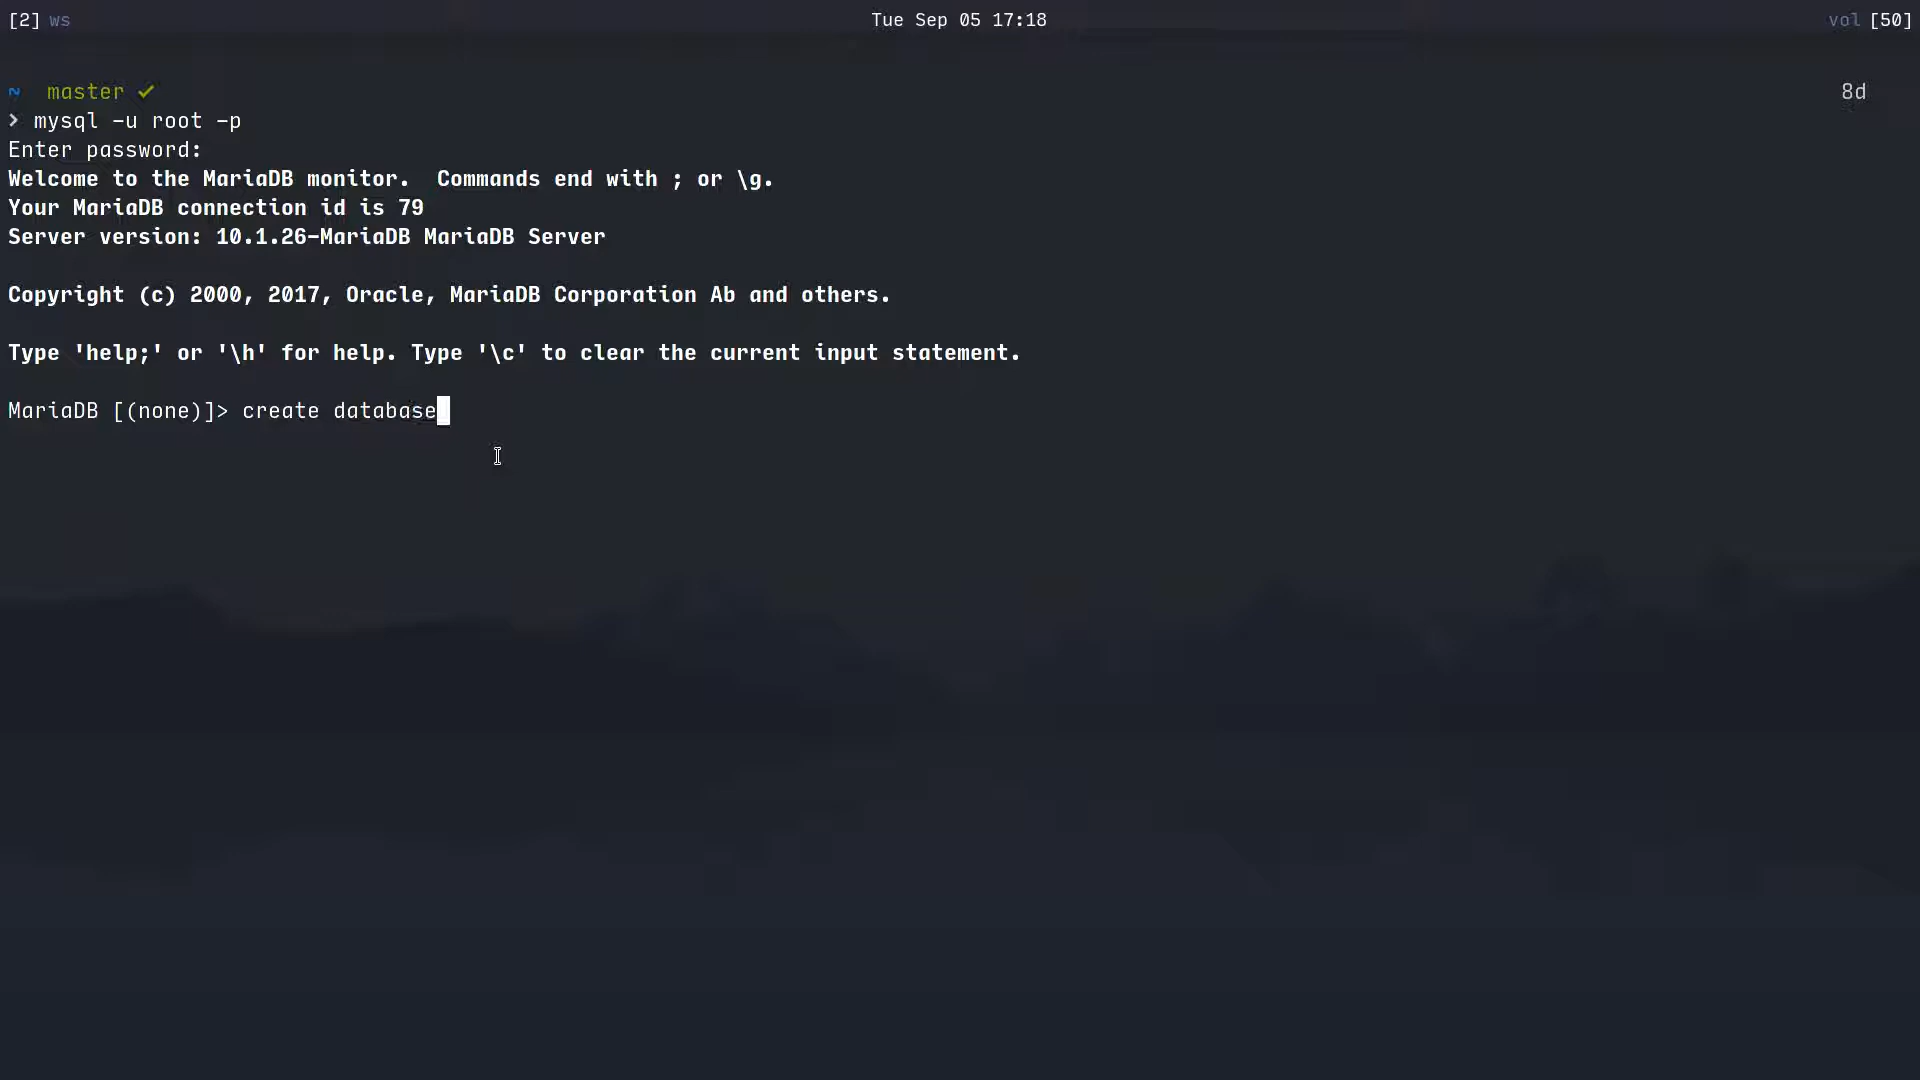 [2] ws Tue Sep 05 17:18 vol [50]
~ master ✓ 8d
> mysql -u root -p
Enter password:
Welcome to the MariaDB monitor.  Commands end with ; or \g.
Your MariaDB connection id is 79
Server version: 10.1.26-MariaDB MariaDB Server
Copyright (c) 2000, 2017, Oracle, MariaDB Corporation Ab and others.
Type 'help;' or '\h' for help. Type '\c' to clear the current input statement.
MariaDB [(none)]> create database